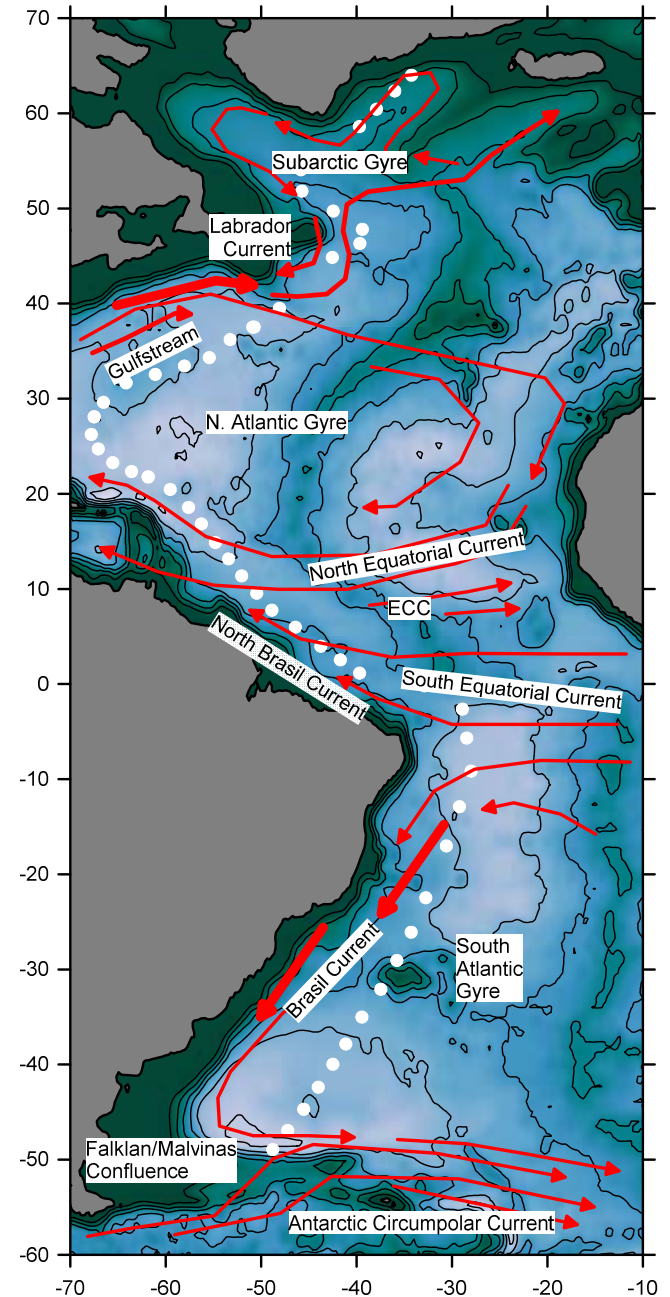 70
60
Subarctic Gyre
50
Labrador
Current
40
Gulfstream
30
N. Atlantic Gyre
20
North Equatorial Current
10
ECC
North Brasil Current
0
South Equatorial Current
-10
-20
Brasil Current
South
Atlantic
Gyre
-30
-40
Falklan/Malvinas
Confluence
-50
Antarctic Circumpolar Current
-60
-70
-60
-50
-40
-30
-20
-10